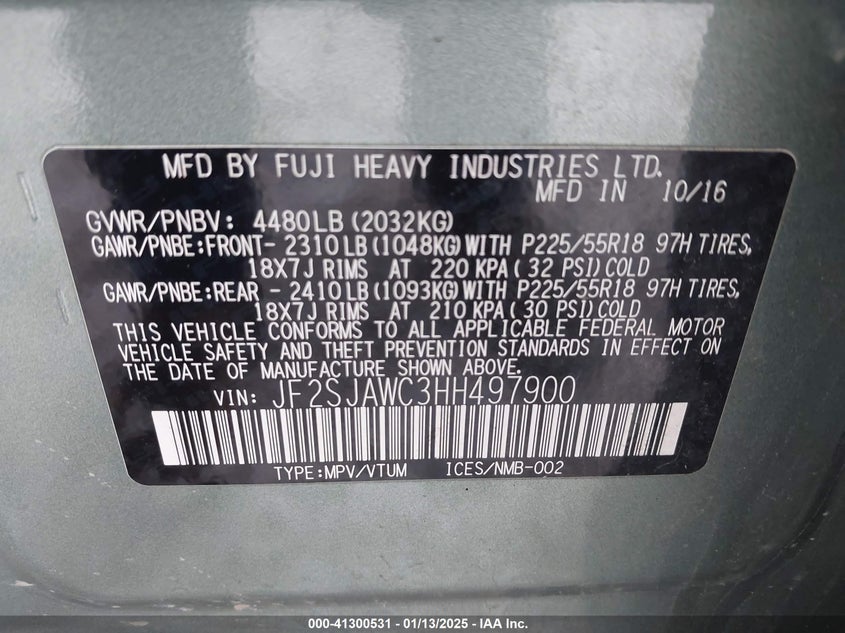 MFD BY FUJI HEAVY INDUSTRIES LTD.
MFD IN 10/16
GVWR/PNBV: 4480LB (2032KG)
GAWR/PNBE:FRONT- 2310LB (1048KG) WITH P225/55R18 97H TIRES,
18X7J RIMS AT 220 KPA ( 32 PSI) COLD
GAWR/PNBE:REAR - 2410LB (1093KG) WITH P225/55R18 97H TIRES,
18X7J RIMS AT 210 KPA ( 30 PSI) COLD
THIS VEHICLE CONFORMS TO ALL APPLICABLE FEDERAL MOTOR
VEHICLE SAFETY AND THEFT PREVENTION STANDARDS IN EFFECT ON
THE DATE OF MANUFACTURE SHOWN ABOVE.
VIN: JF2SJAWC3HH497900
TYPE:MPV/VTUM ICES/NMB-002
000-41300531 - 01/13/2025 - IAA Inc.